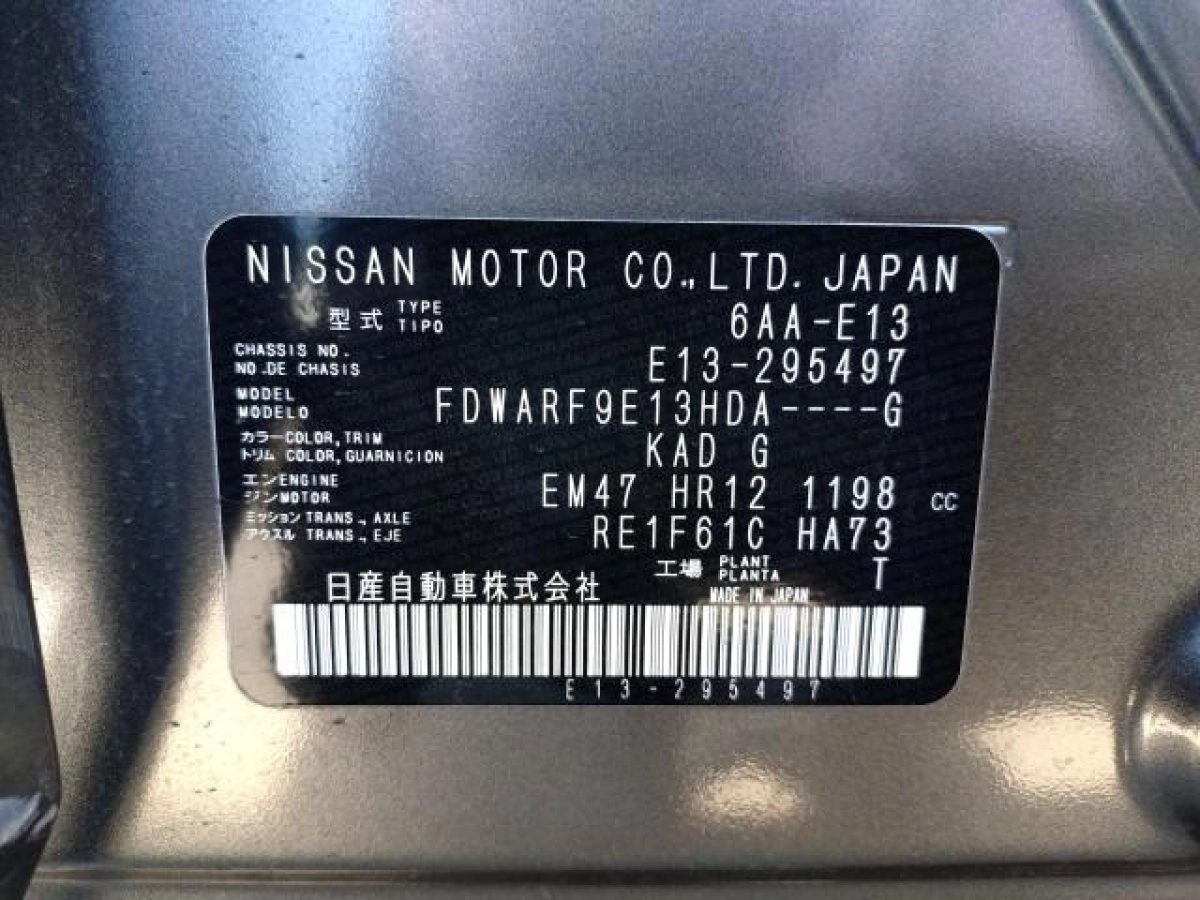 NISSAN MOTOR CO.,LTD. JAPAN
型式 TYPE TIPO 6AA-E13
CHASSIS NO.
NO.DE CHASIS E13-295497
MODEL
MODELO FDWARF9E13HDA----G
カラー COLOR,TRIM
トリム COLOR,GUARNICION KAD G
エンジン ENGINE MOTOR EM47 HR12 1198 CC
ミッション TRANS., AXLE
アクスル TRANS., EJE RE1F61C HA73
工場 PLANT PLANTA T
日産自動車株式会社 MADE IN JAPAN
E13-295497